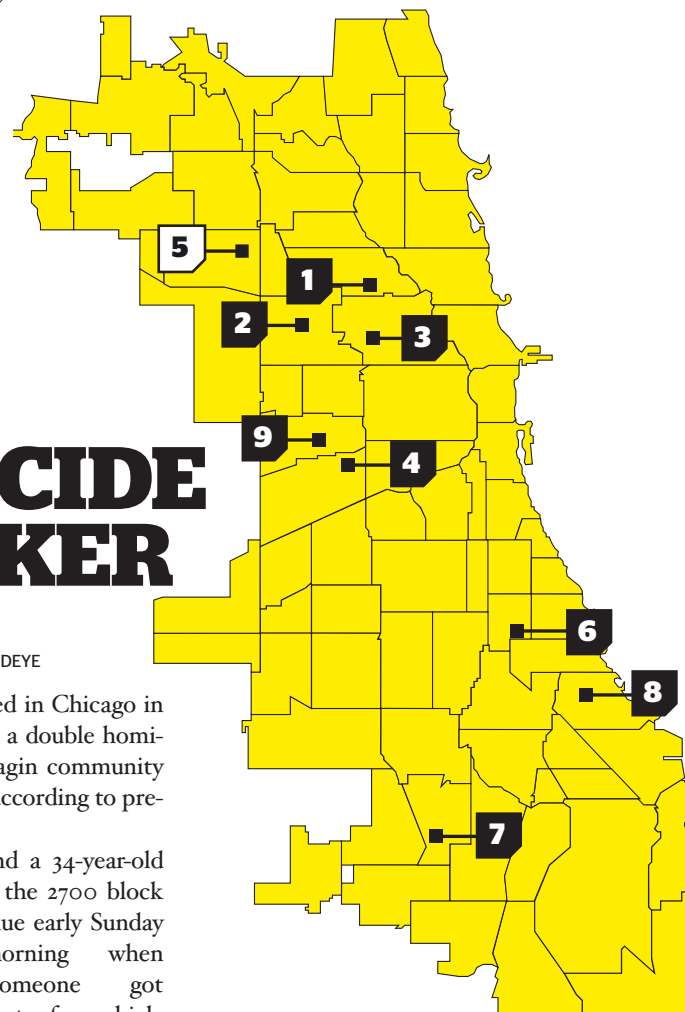 5
1
2
3
9
4
CIDE
KER
6
DEYE
8
ed in Chicago in
a double homi-
agin community
according to pre-
7
nd a 34-year-old
the 2700 block
nue early Sunday
orning when
omeone got